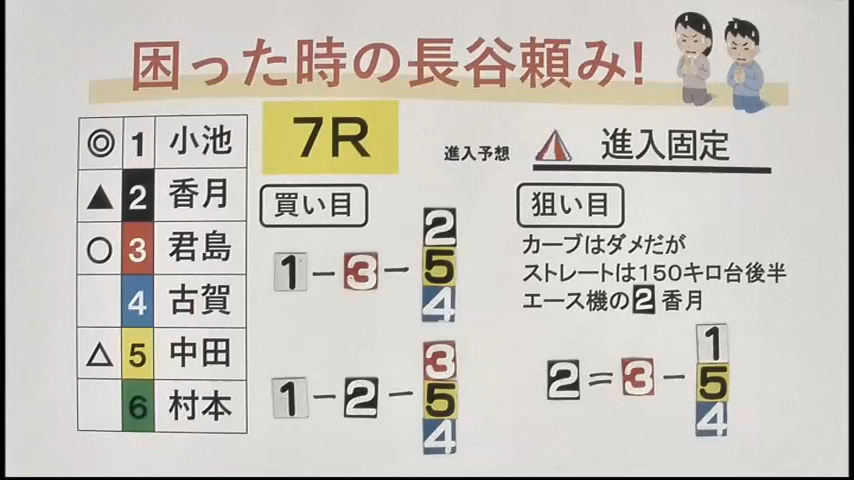 困った時の長谷頼み!
◎ 1 小池
▲ 2 香月
○ 3 君島
4 古賀
△ 5 中田
6 村本
7R
進入予想 進入固定
買い目
1-3-2
5
4
1-2-3
5
4
狙い目
カーブはダメだが
ストレートは150キロ台後半
エース機の2香月
2=3-1
5
4